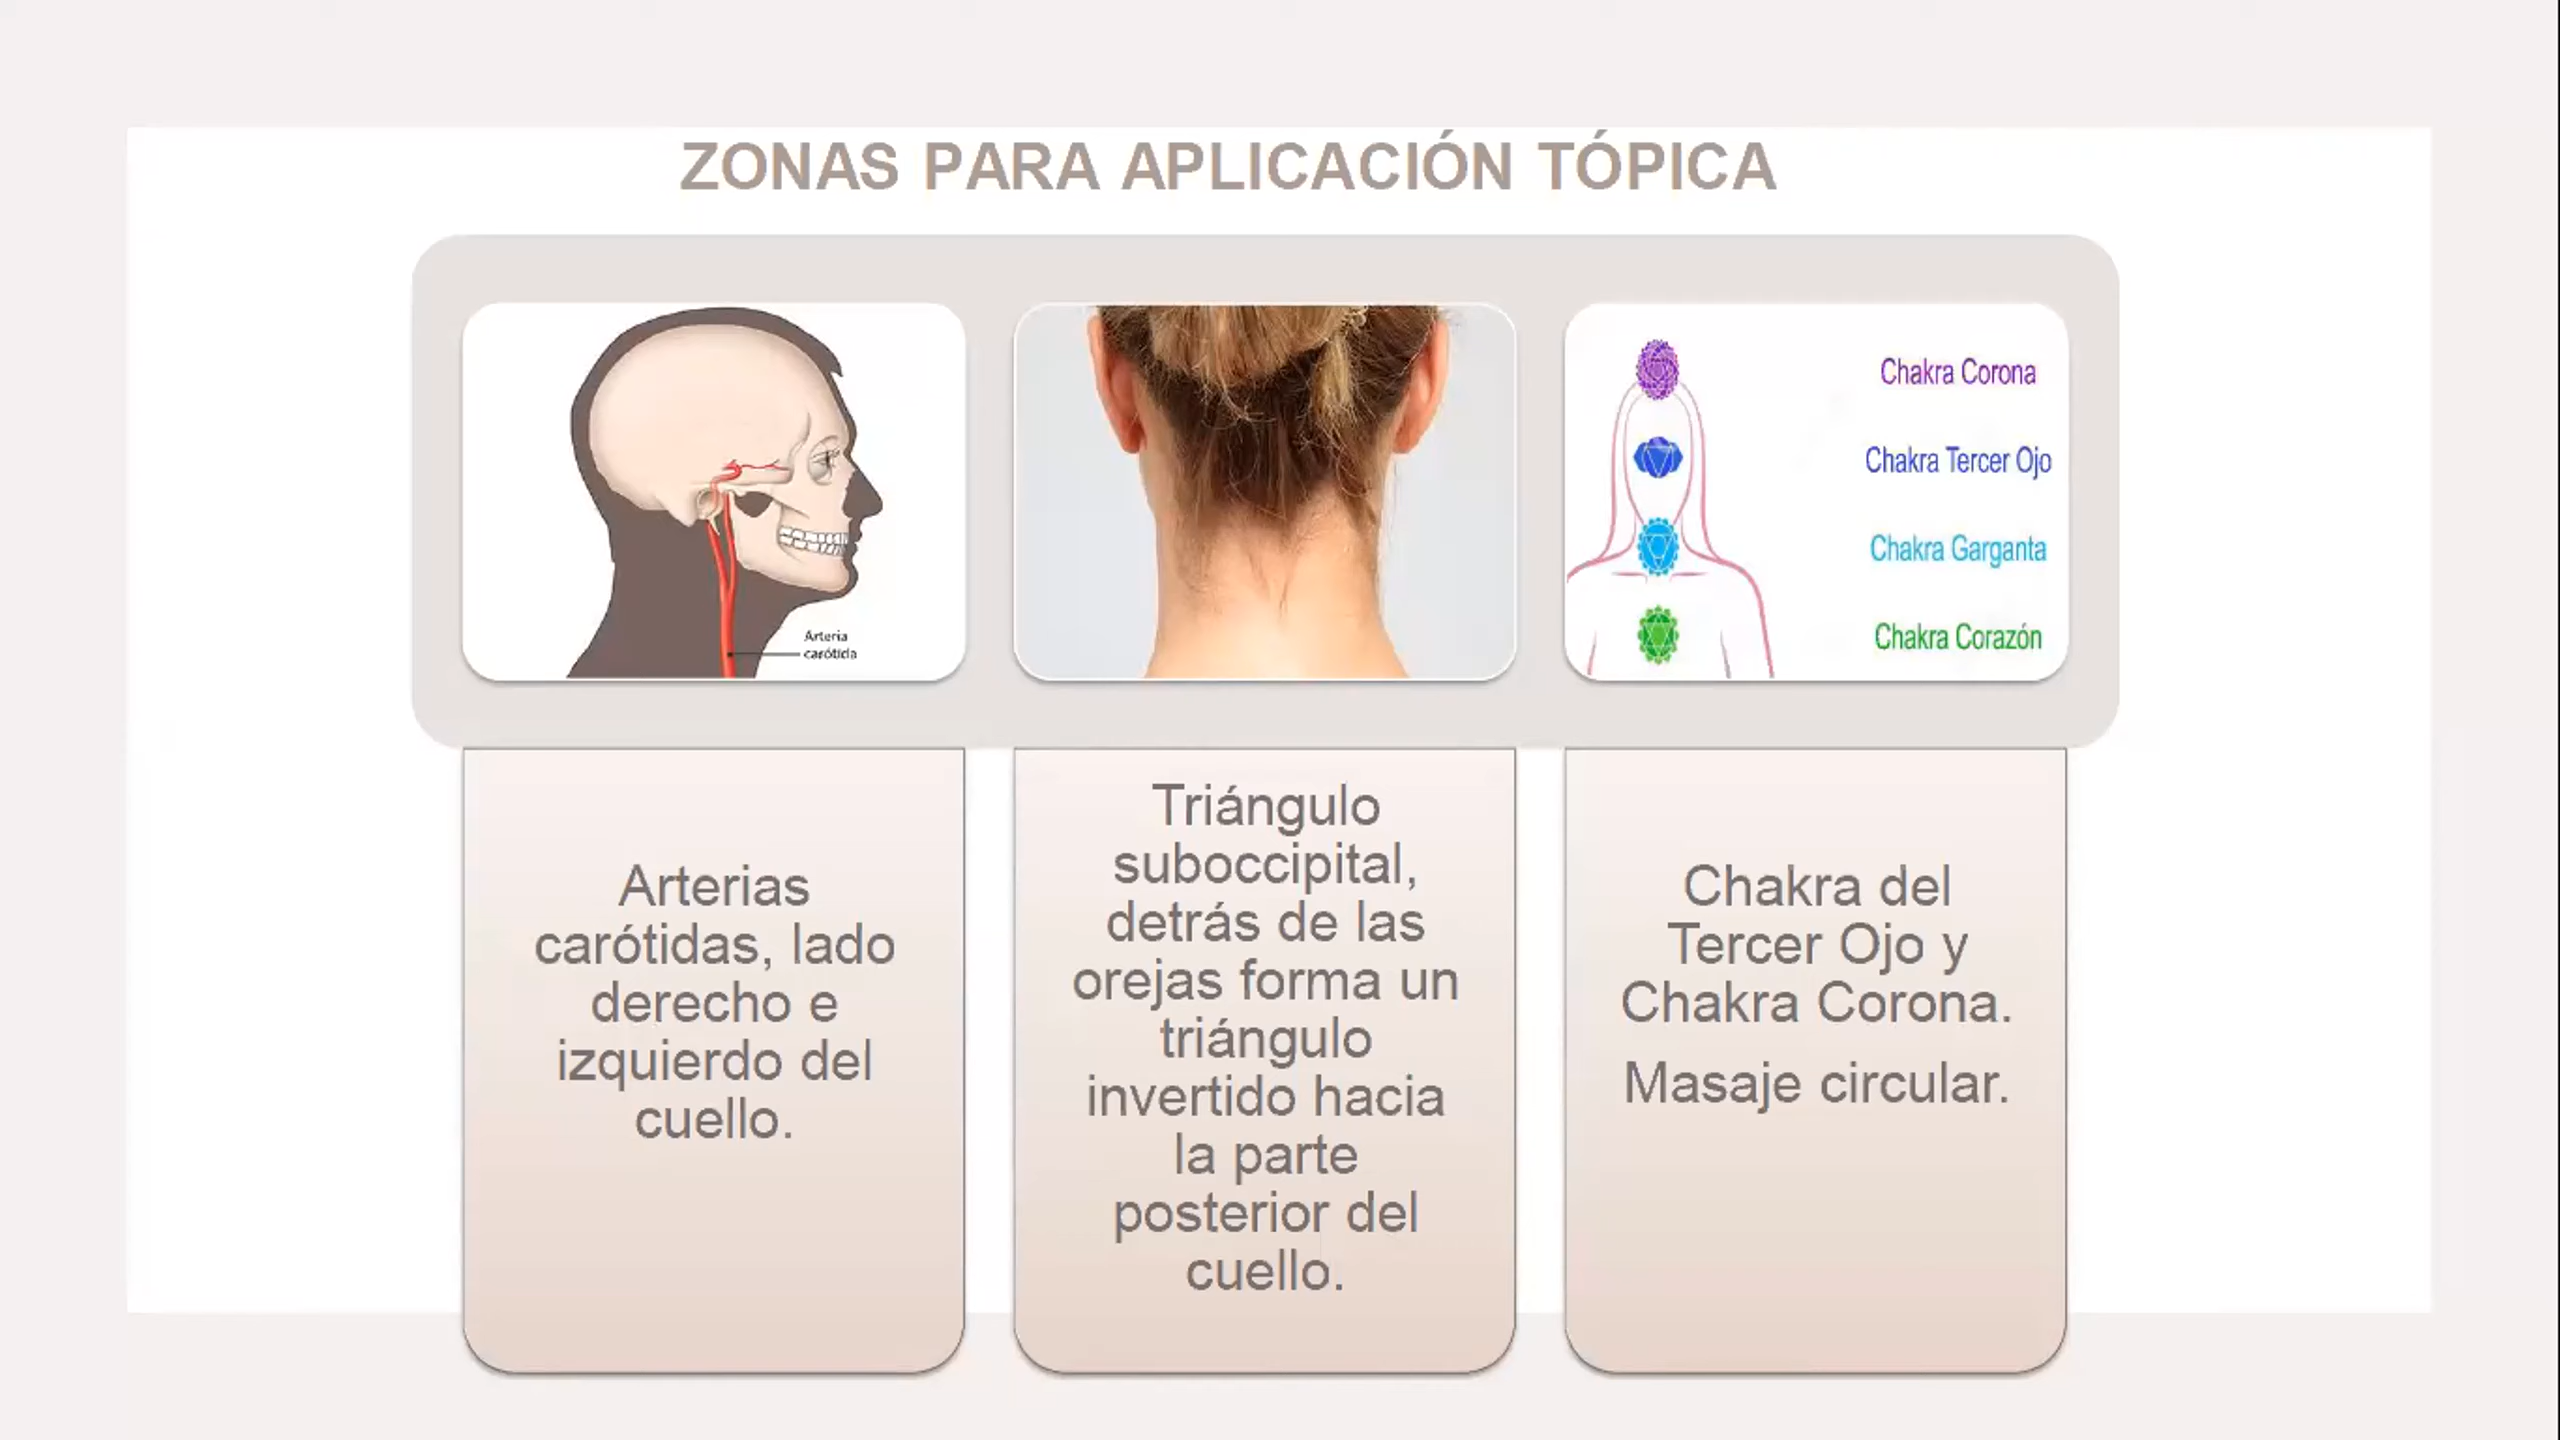 ZONAS PARA APLICACIÓN TÓPICA
Arteria
carótida
Chakra Corona
Chakra Tercer Ojo
Chakra Garganta
Chakra Corazón
Arterias
carótidas, lado
derecho e
izquierdo del
cuello.
Triángulo
suboccipital,
detrás de las
orejas forma un
triángulo
invertido hacia
la parte
posterior del
cuello.
Chakra del
Tercer Ojo y
Chakra Corona.
Masaje circular.